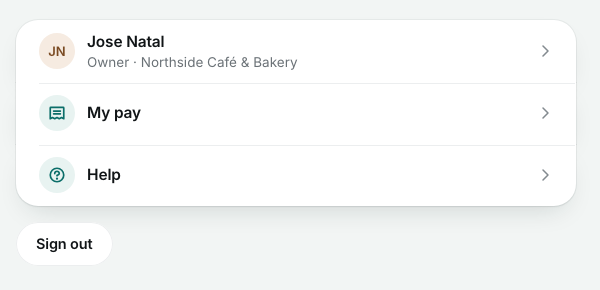 JN
Jose Natal
Owner · Northside Café & Bakery
My pay
Help
Sign out